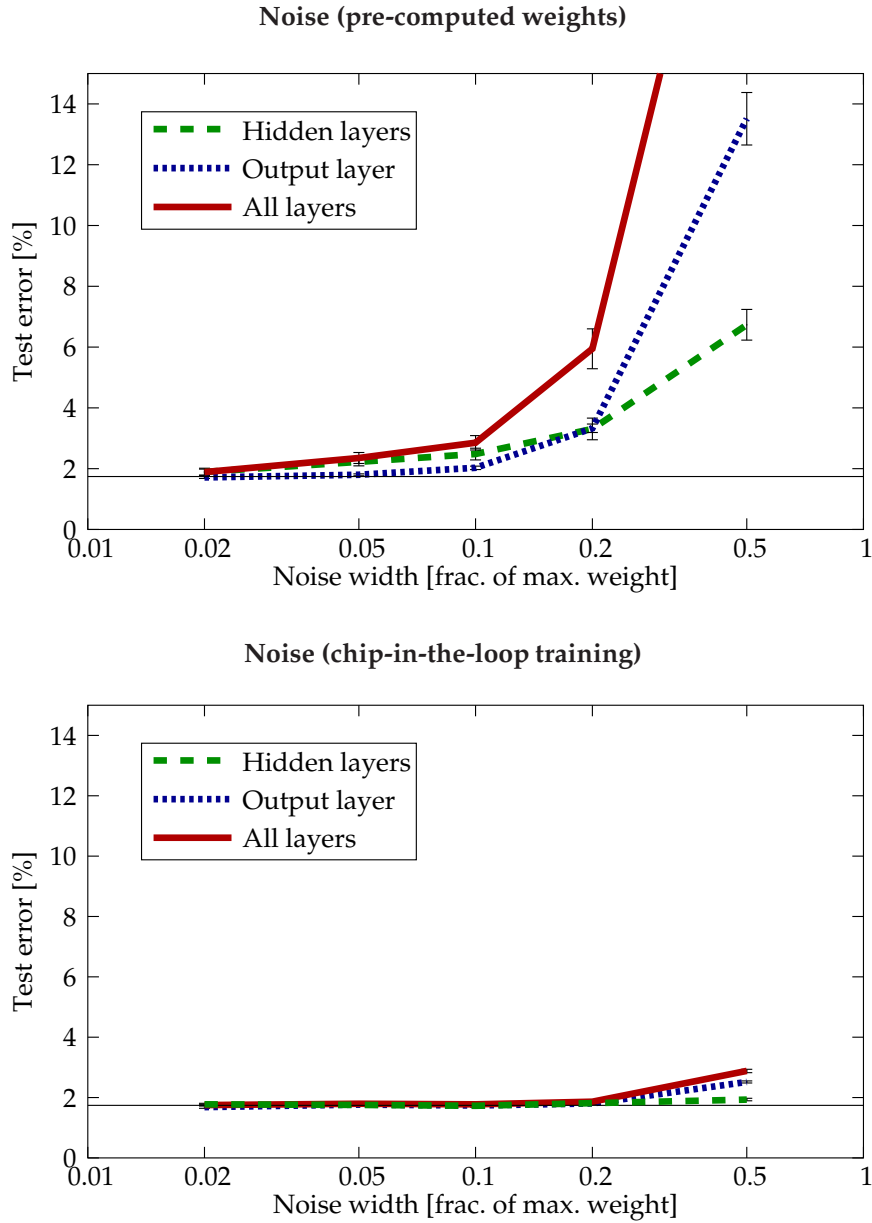 Noise (pre-computed weights)
14
12
10
8
6
4
2
0
Test error [%]
Hidden layers
Output layer
All layers
0.01 0.02 0.05 0.1 0.2 0.5 1
Noise width [frac. of max. weight]
Noise (chip-in-the-loop training)
14
12
10
8
6
4
2
0
Test error [%]
Hidden layers
Output layer
All layers
0.01 0.02 0.05 0.1 0.2 0.5 1
Noise width [frac. of max. weight]